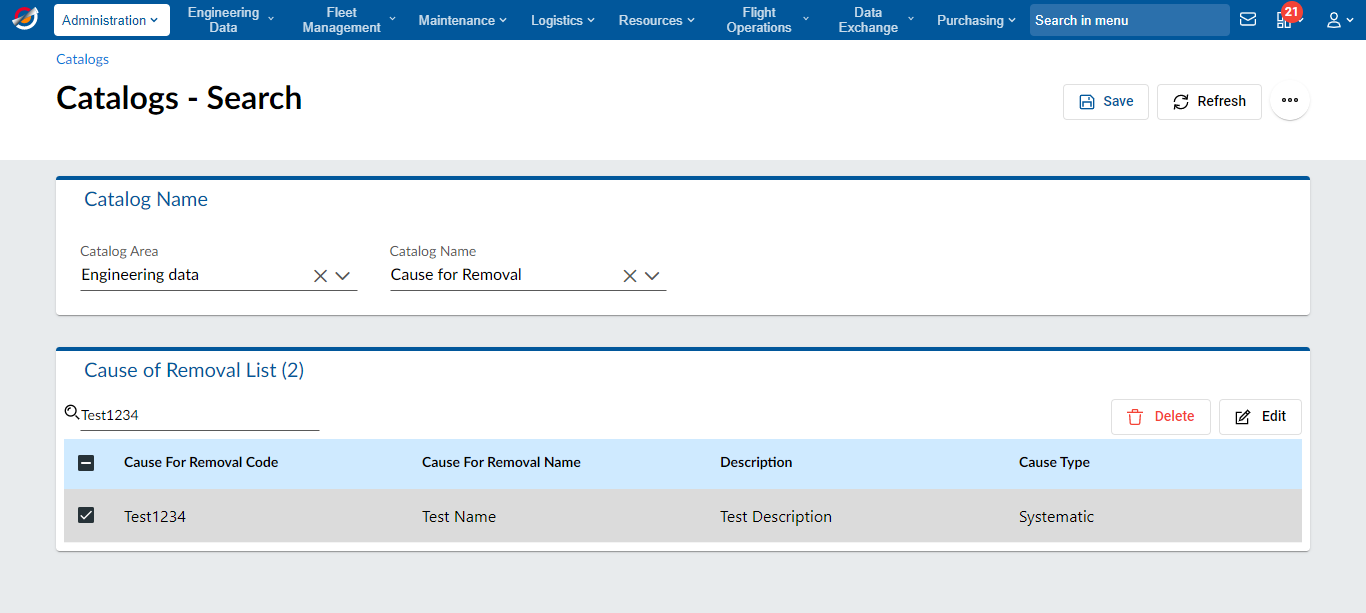 Administration
Engineering
Data
Fleet
Management
Maintenance
Logistics
Resources
Flight
Operations
Data
Exchange
Purchasing
Search in menu
21
Catalogs
Catalogs - Search
Save
Refresh
Catalog Name
Catalog Area
Catalog Name
Engineering data
Cause for Removal
Cause of Removal List (2)
Test1234
Delete
Edit
Cause For Removal Code
Cause For Removal Name
Description
Cause Type
Test1234
Test Name
Test Description
Systematic